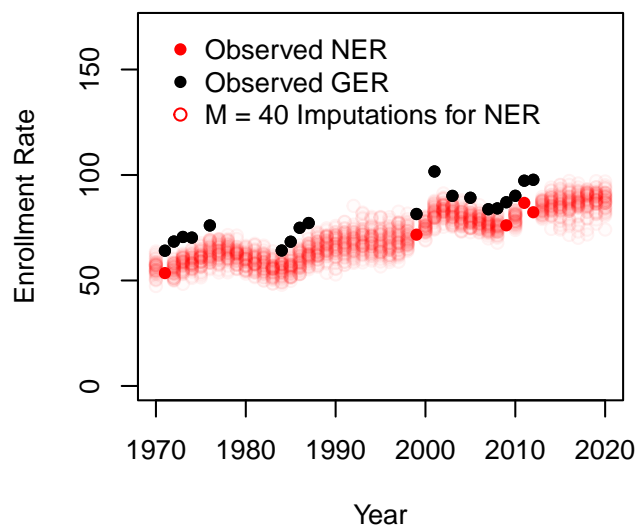 Observed NER
Observed GER
M = 40 Imputations for NER
Enrollment Rate
150
100
50
0
1970 1980 1990 2000 2010 2020
Year